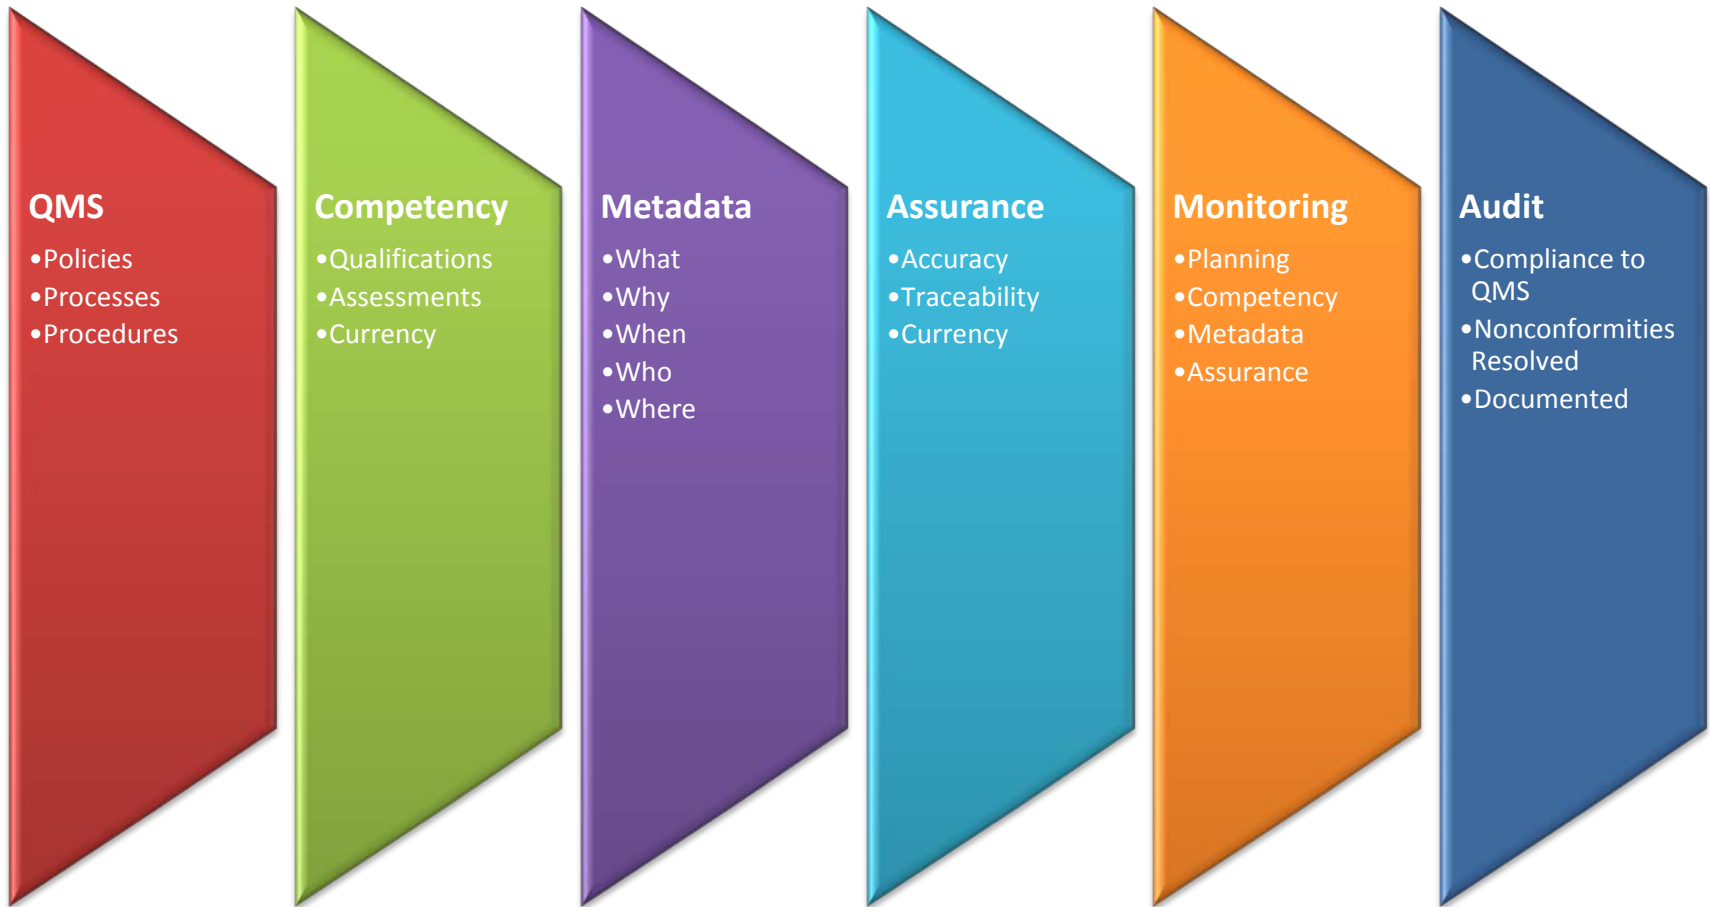 QMS
•Policies
•Processes
•Procedures
Competency
•Qualifications
•Assessments
•Currency
Metadata
•What
•Why
•When
•Who
•Where
Assurance
•Accuracy
•Traceability
•Currency
Monitoring
•Planning
•Competency
•Metadata
•Assurance
Audit
•Compliance to
QMS
•Nonconformities
Resolved
•Documented